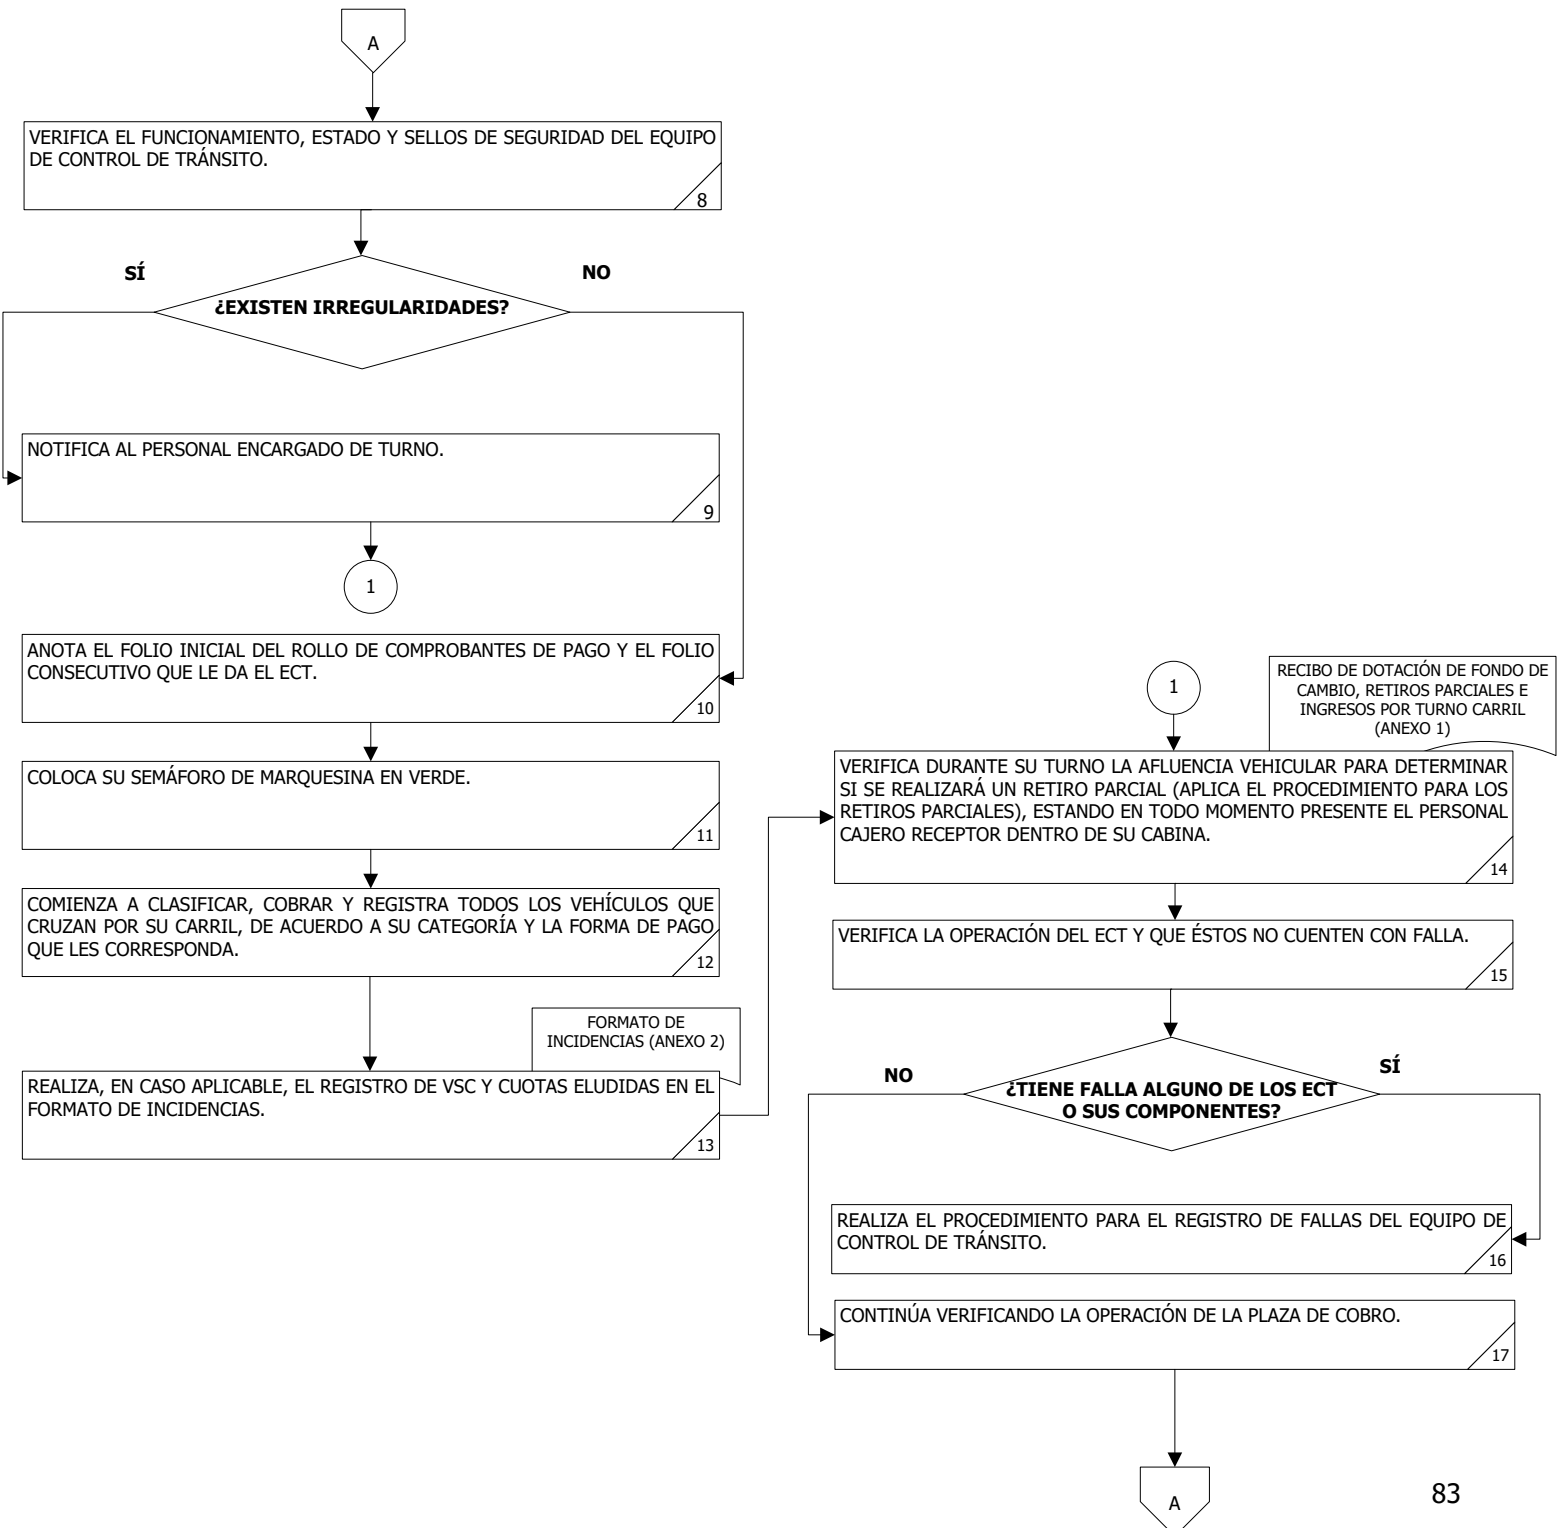 A
VERIFICA EL FUNCIONAMIENTO, ESTADO Y SELLOS DE SEGURIDAD DEL EQUIPO
DE CONTROL DE TRÁNSITO.
8
SÍ
NO
¿EXISTEN IRREGULARIDADES?
NOTIFICA AL PERSONAL ENCARGADO DE TURNO.
9
1
ANOTA EL FOLIO INICIAL DEL ROLLO DE COMPROBANTES DE PAGO Y EL FOLIO
CONSECUTIVO QUE LE DA EL ECT.
10
COLOCA SU SEMÁFORO DE MARQUESINA EN VERDE.
11
COMIENZA A CLASIFICAR, COBRAR Y REGISTRA TODOS LOS VEHÍCULOS QUE
CRUZAN POR SU CARRIL, DE ACUERDO A SU CATEGORÍA Y LA FORMA DE PAGO
QUE LES CORRESPONDA.
12
FORMATO DE
INCIDENCIAS (ANEXO 2)
REALIZA, EN CASO APLICABLE, EL REGISTRO DE VSC Y CUOTAS ELUDIDAS EN EL
FORMATO DE INCIDENCIAS.
13
1
RECIBO DE DOTACIÓN DE FONDO DE
CAMBIO, RETIROS PARCIALES E
INGRESOS POR TURNO CARRIL
(ANEXO 1)
VERIFICA DURANTE SU TURNO LA AFLUENCIA VEHICULAR PARA DETERMINAR
SI SE REALIZARÁ UN RETIRO PARCIAL (APLICA EL PROCEDIMIENTO PARA LOS
RETIROS PARCIALES), ESTANDO EN TODO MOMENTO PRESENTE EL PERSONAL
CAJERO RECEPTOR DENTRO DE SU CABINA.
14
VERIFICA LA OPERACIÓN DEL ECT Y QUE ÉSTOS NO CUENTEN CON FALLA.
15
NO
SÍ
¿TIENE FALLA ALGUNO DE LOS ECT
O SUS COMPONENTES?
REALIZA EL PROCEDIMIENTO PARA EL REGISTRO DE FALLAS DEL EQUIPO DE
CONTROL DE TRÁNSITO.
16
CONTINÚA VERIFICANDO LA OPERACIÓN DE LA PLAZA DE COBRO.
17
A
83